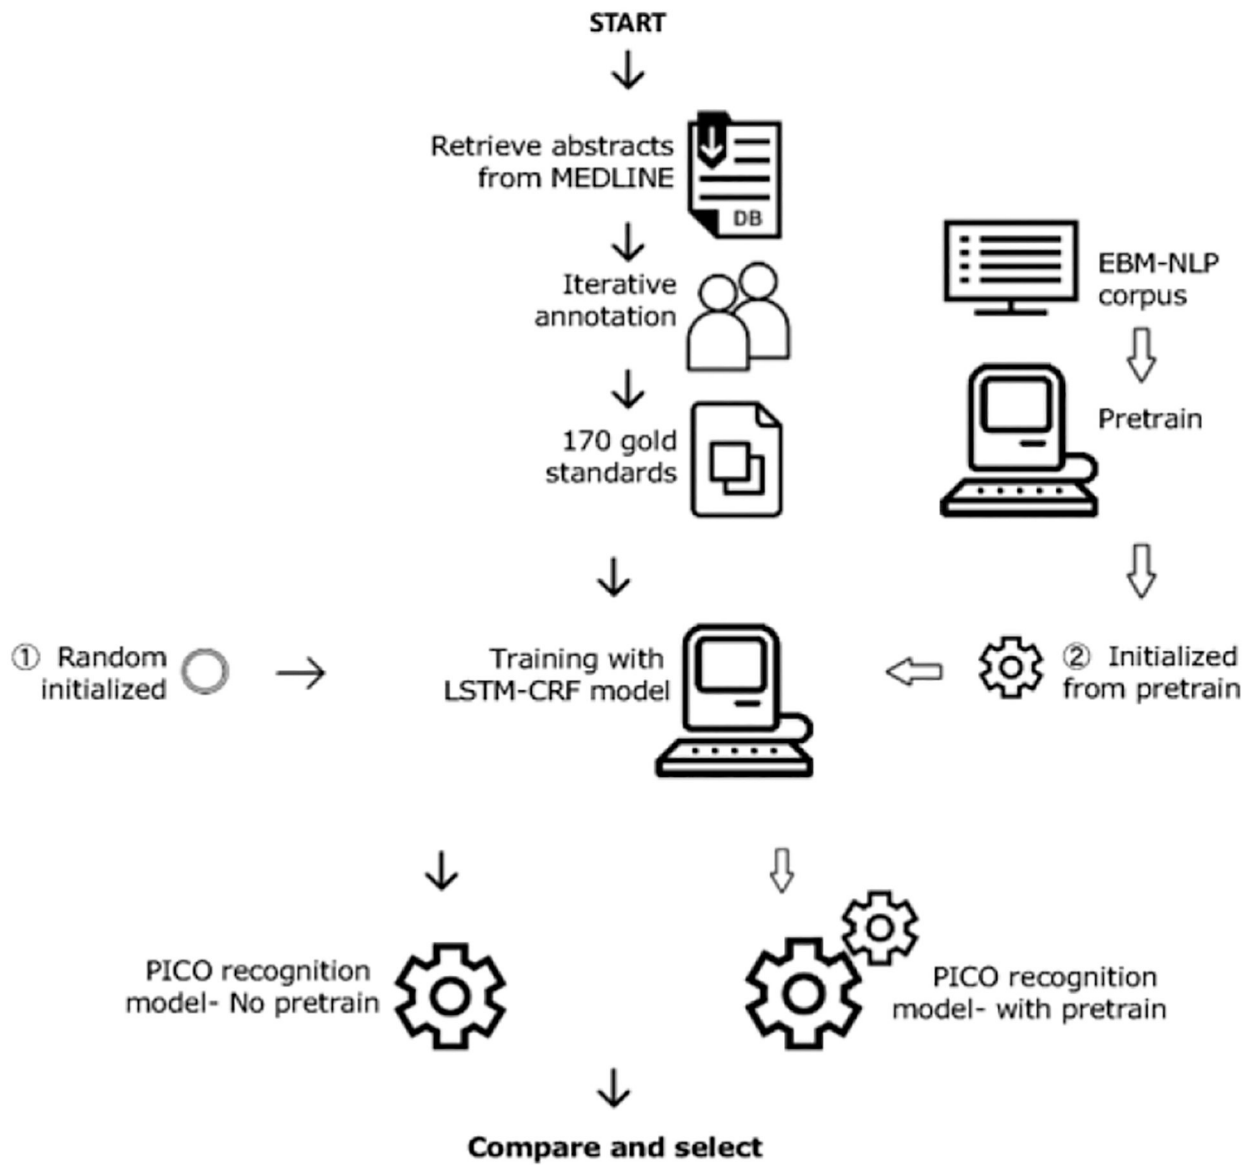 START
Retrieve abstracts
from MEDLINE
DB
Iterative
annotation
EBM-NLP
corpus
170 gold
standards
Pretrain
① Random
initialized
Training with
LSTM-CRF model
② Initialized
from pretrain
PICO recognition
model- No pretrain
PICO recognition
model- with pretrain
Compare and select